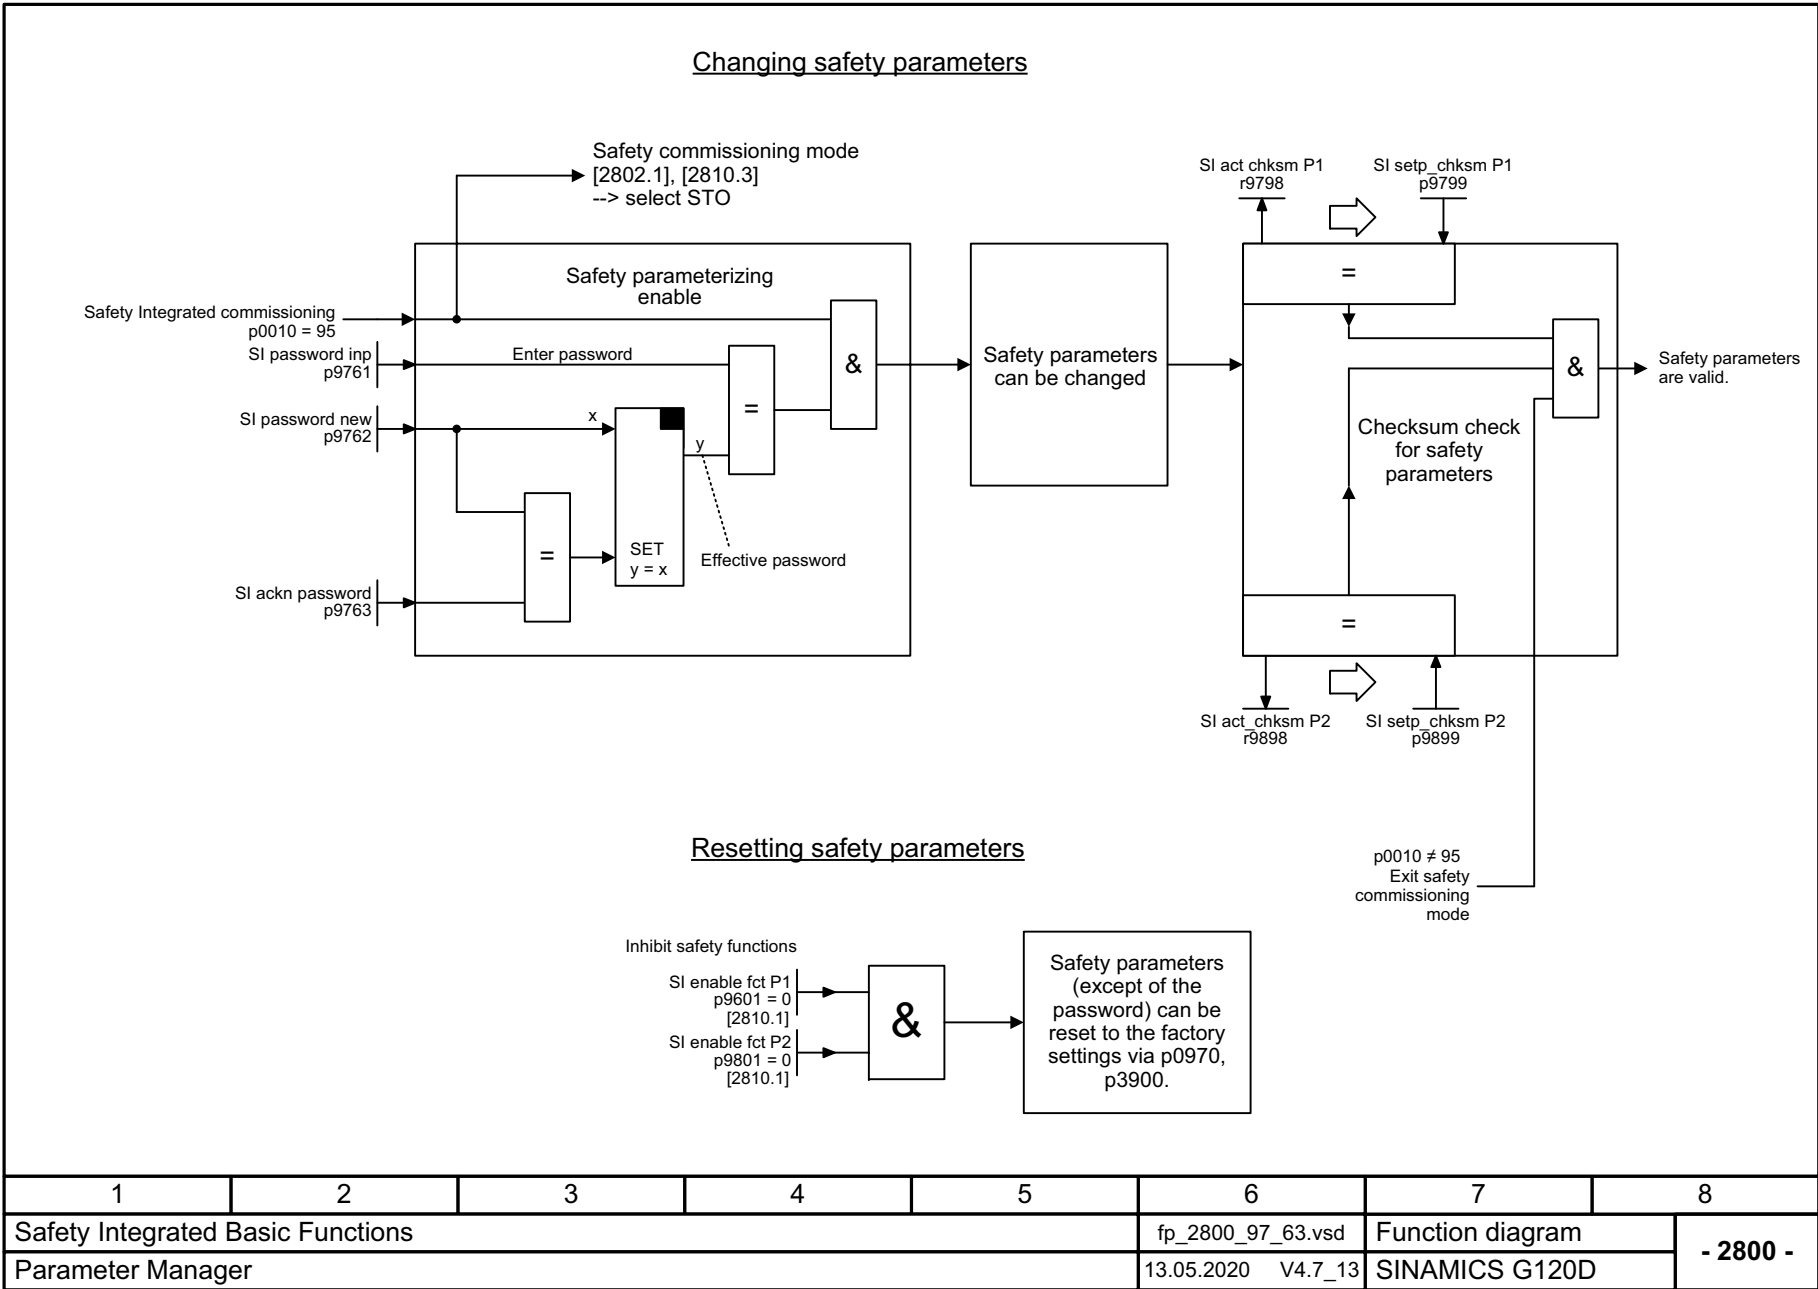 Changing safety parameters
Safety commissioning mode
[2802.1], [2810.3]
--> select STO
SI act chksm P1
r9798
SI setp_chksm P1
p9799
Safety parameterizing
enable
=
Safety Integrated commissioning
p0010 = 95
SI password inp
p9761
Enter password
&
=
SI password new
p9762
x
y
=
SET
y = x
Effective password
SI ackn password
p9763
Safety parameters
can be changed
&
Safety parameters
are valid.
Checksum check
for safety
parameters
=
SI act_chksm P2
r9898
SI setp_chksm P2
p9899
p0010 ≠ 95
Exit safety
commissioning
mode
Resetting safety parameters
Inhibit safety functions
SI enable fct P1
p9601 = 0
[2810.1]
SI enable fct P2
p9801 = 0
[2810.1]
&
Safety parameters
(except of the
password) can be
reset to the factory
settings via p0970,
p3900.
1 2 3 4 5 6 7 8
Safety Integrated Basic Functions
fp_2800_97_63.vsd
Function diagram
- 2800 -
Parameter Manager
13.05.2020 V4.7_13
SINAMICS G120D